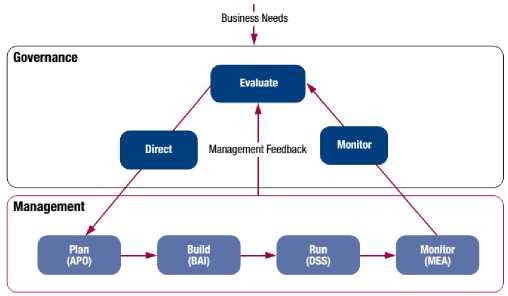 Business Needs
Governance
Evaluate
Direct
Management Feedback
Monitor
Management
Plan
(APO)
Build
(BAI)
Run
(DSS)
Monitor
(MEA)